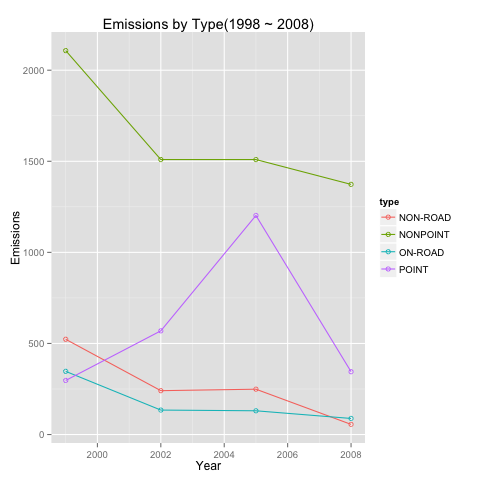 Emissions by Type(1998 ~ 2008)
2000
1500
1000
500
0
Emissions
2000 2002 2004 2006 2008
Year
type
NON-ROAD
NONPOINT
ON-ROAD
POINT